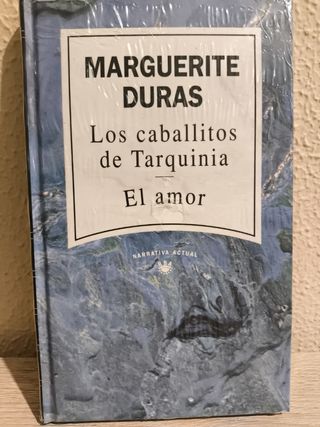 MARGUERITE
DURAS
Los caballitos
de Tarquinia
El amor
NARRATIVA ACTUAL